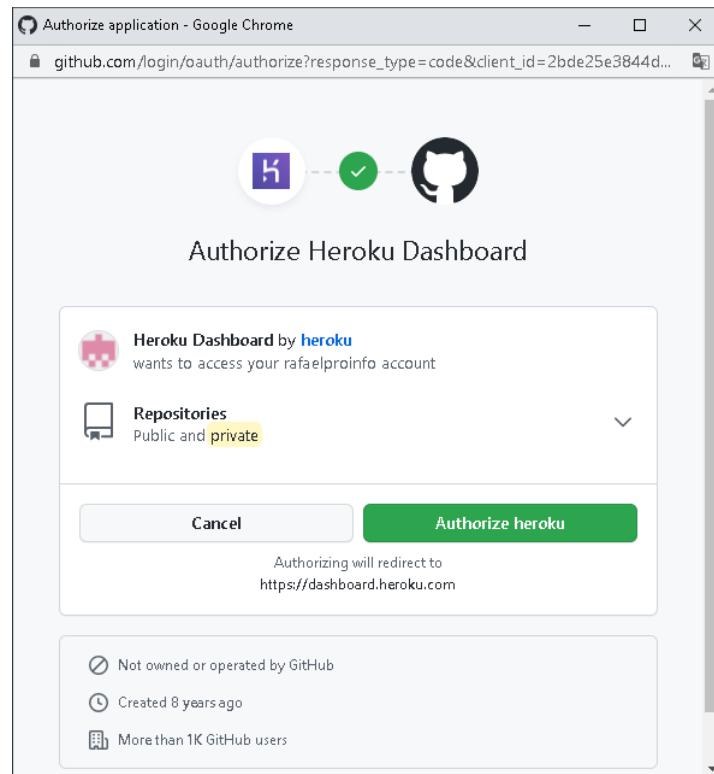 Authorize application - Google Chrome
github.com/login/oauth/authorize?response_type=code&client_id=2bde25e3844d...
Authorize Heroku Dashboard
Heroku Dashboard by heroku
wants to access your rafaelproinfo account
Repositories
Public and private
Cancel
Authorize heroku
Authorizing will redirect to
https://dashboard.heroku.com
Not owned or operated by GitHub
Created 8 years ago
More than 1K GitHub users